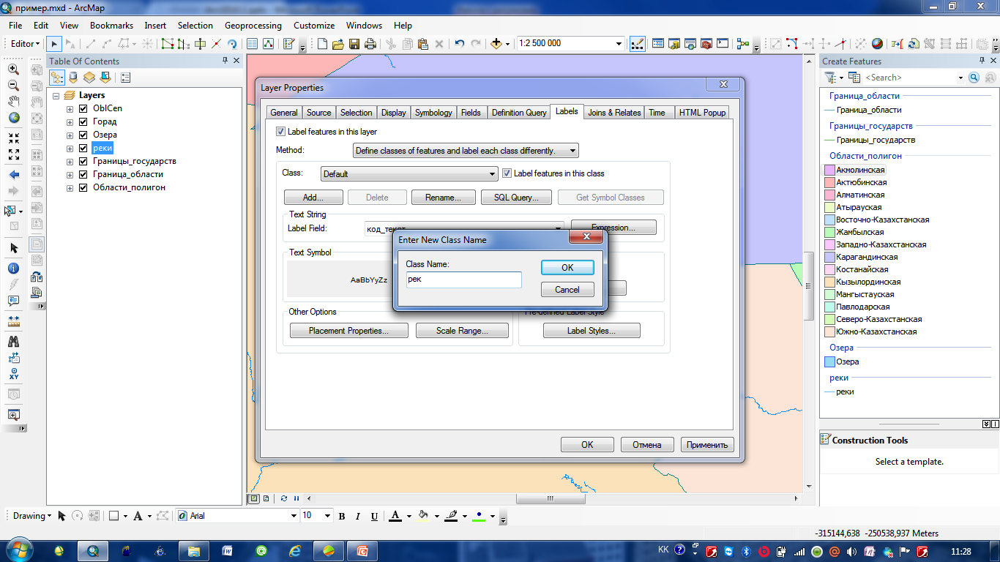 пример.mxd - ArcMap
File Edit View Bookmarks Insert Selection Geoprocessing Customize Windows Help
Editor
1:2 500 000
Table Of Contents
Layers
OblCen
Горад
Озера
реки
Границы_государств
Граница_области
Области_полигон
Layer Properties
General Source Selection Display Symbology Fields Definition Query Labels Joins & Relates Time HTML Popup
Label features in this layer
Method: Define classes of features and label each class differently.
Class: Default Label features in this class
Add... Delete Rename... SQL Query... Get Symbol Classes
Text String
Label Field: код_текст Expression...
Text Symbol
AaBbYyZz
Other Options
Placement Properties... Scale Range...
Pre-defined Label Style
Label Styles...
OK Отмена Применить
Enter New Class Name
Class Name:
рек
OK
Cancel
Create Features
<Search>
Граница_области
Граница_области
Границы_государств
Границы_государств
Области_полигон
Акмолинская
Актюбинская
Алматинская
Атырауская
Восточно-Казахстанская
Жамбылская
Западно-Казахстанская
Карагандинская
Костанайская
Кызылординская
Мангыстауская
Павлодарская
Северо-Казахстанская
Южно-Казахстанская
Озера
Озера
реки
реки
Construction Tools
Select a template.
Drawing A Arial 10 B I U A
-315144,638 -250538,937 Meters
KK
11:28